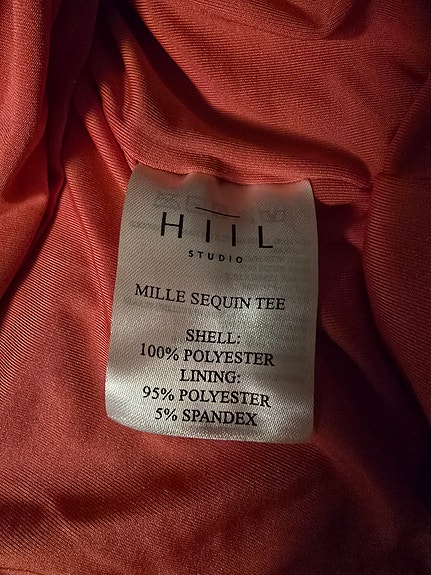 HIIL
STUDIO
MILLE SEQUIN TEE
SHELL:
100% POLYESTER
LINING:
95% POLYESTER
5% SPANDEX